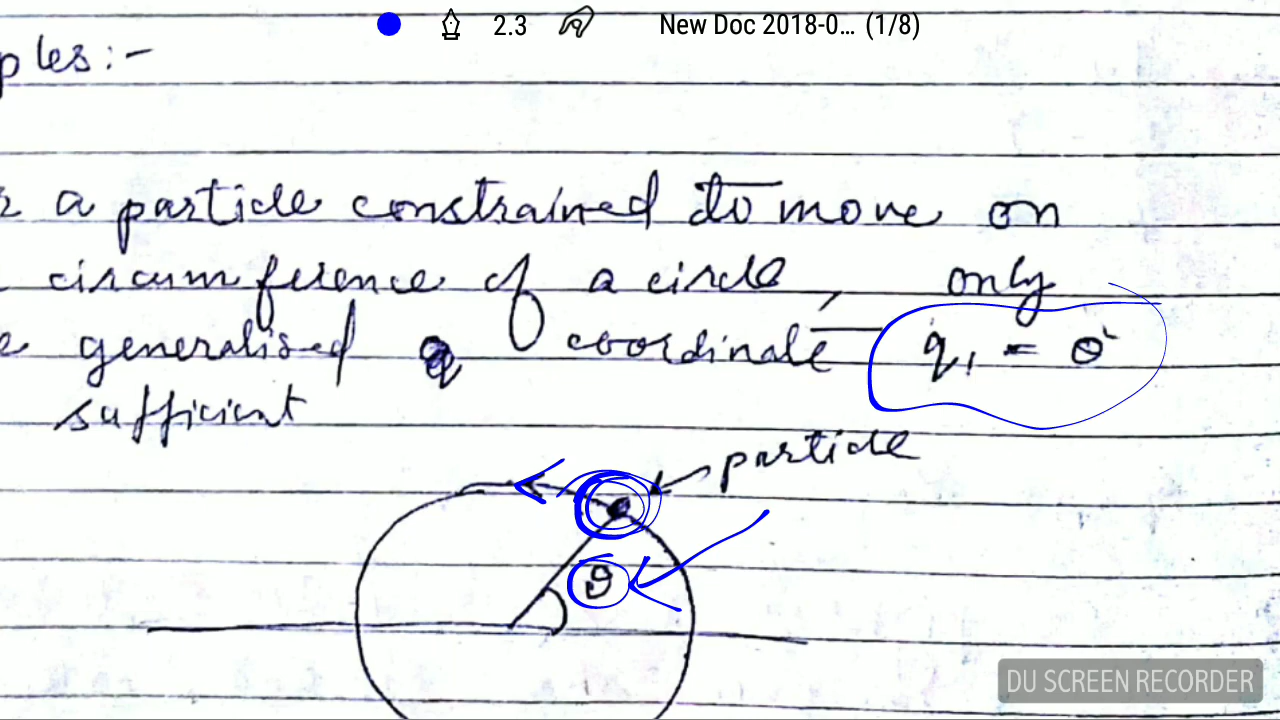 2.3 New Doc 2018-0... (1/8)
ples:-
a particle constrained to move on
circumference of a circle, only
generalised q coordinate q₁ = θ
sufficient
particle
θ
DU SCREEN RECORDER